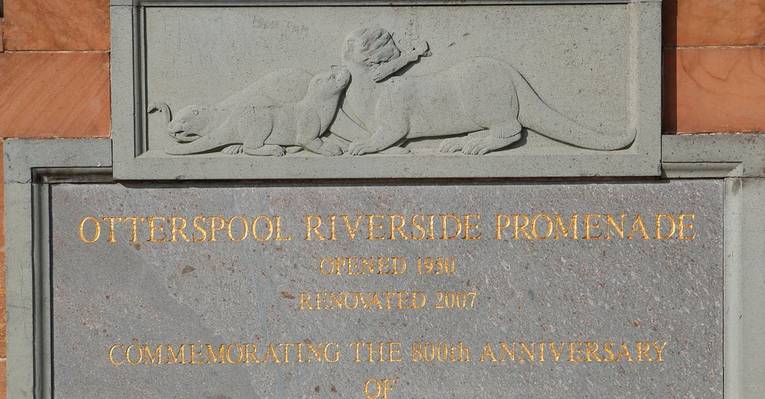 OTTERSPOOL RIVERSIDE PROMENADE
OPENED 1950
RENOVATED 2007
COMMEMORATING THE 800th ANNIVERSARY
OF